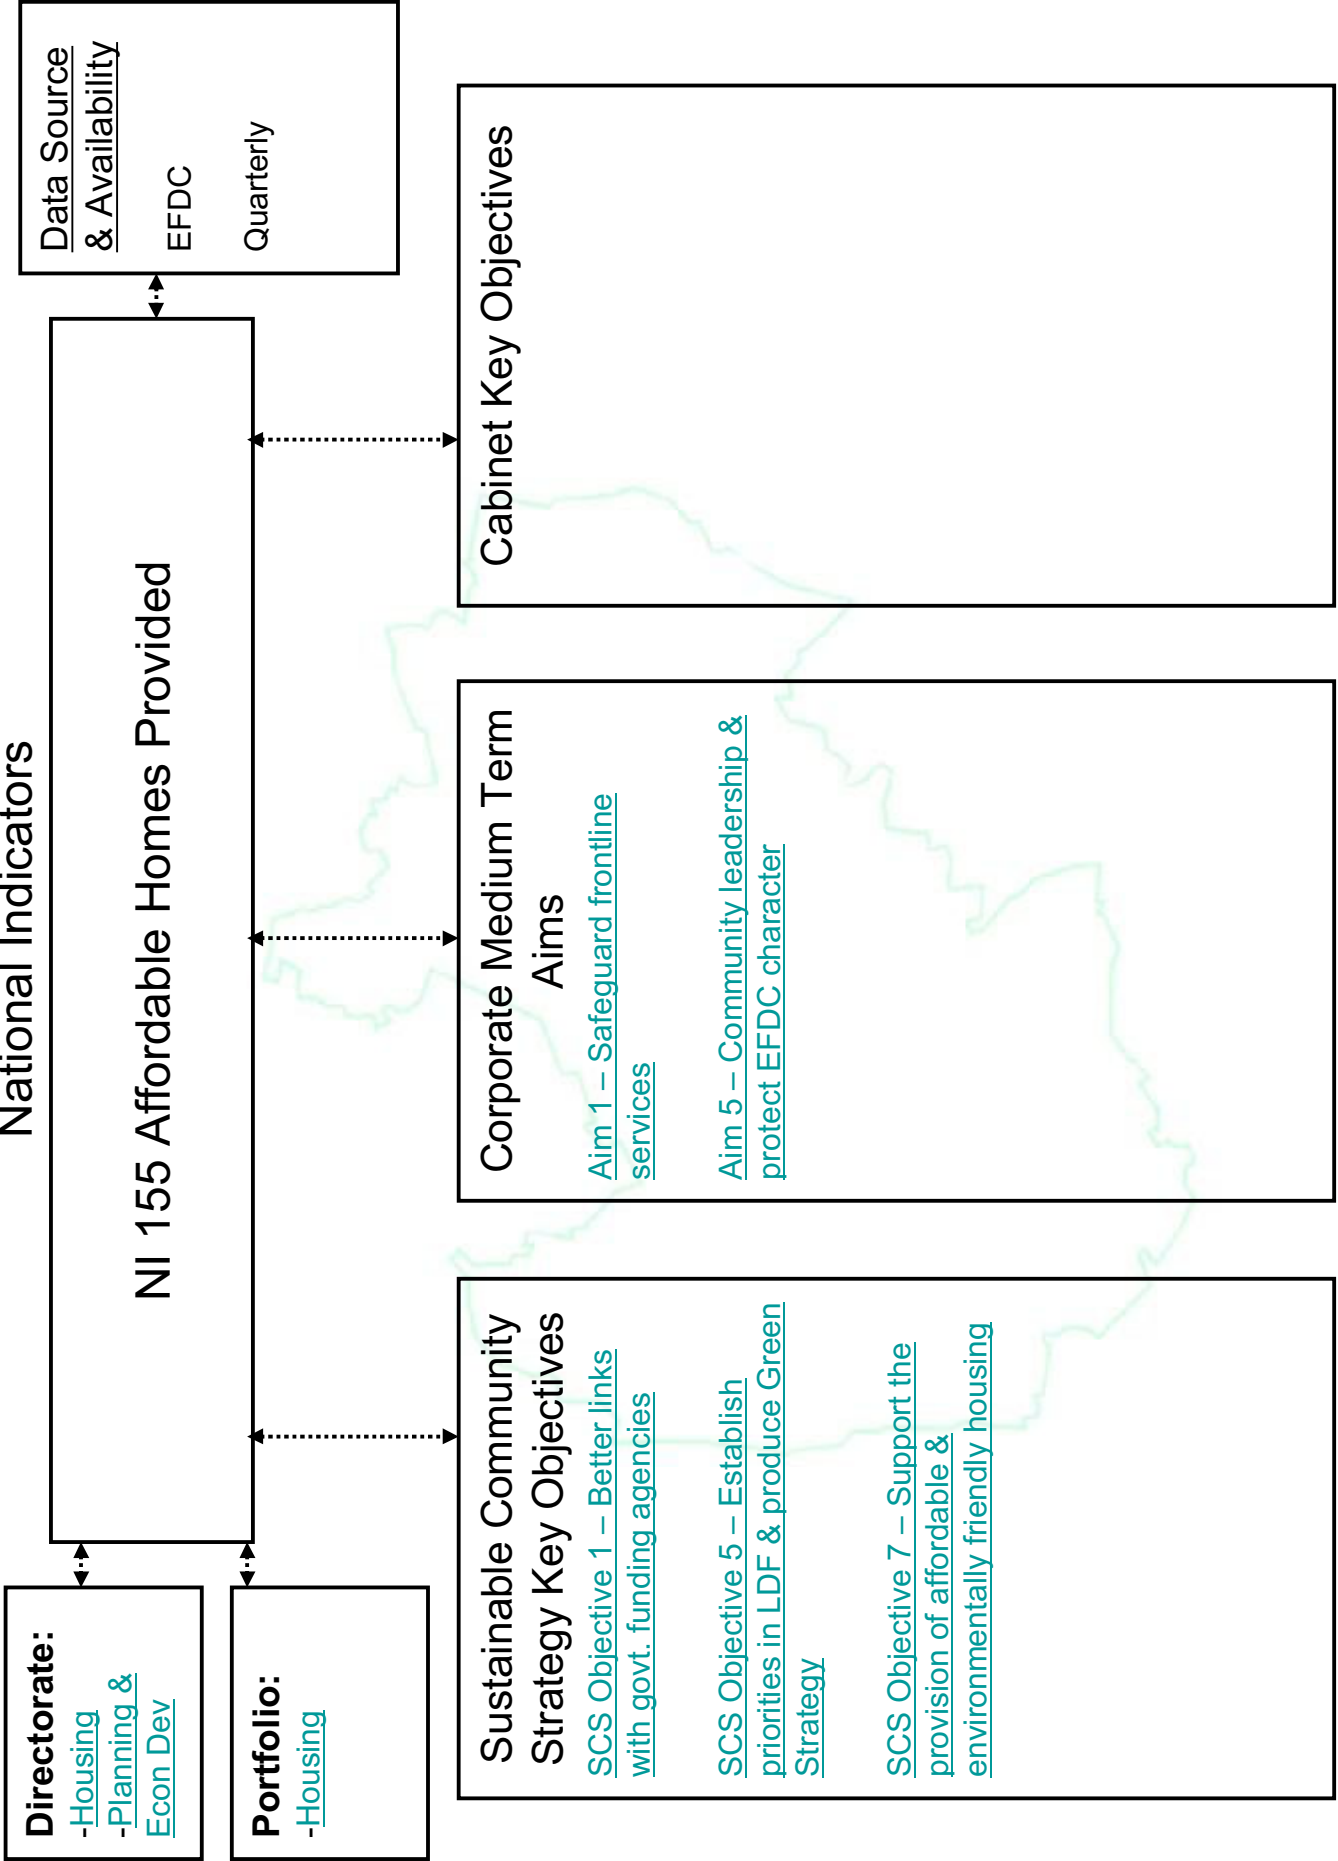 National Indicators
Directorate:
-Housing
-Planning &
Econ Dev
Portfolio:
-Housing
NI 155 Affordable Homes Provided
Data Source
& Availability
EFDC
Quarterly
Sustainable Community
Strategy Key Objectives
SCS Objective 1 – Better links
with govt. funding agencies
SCS Objective 5 – Establish
priorities in LDF & produce Green
Strategy
SCS Objective 7 – Support the
provision of affordable &
environmentally friendly housing
Corporate Medium Term
Aims
Aim 1 – Safeguard frontline
services
Aim 5 – Community leadership &
protect EFDC character
Cabinet Key Objectives